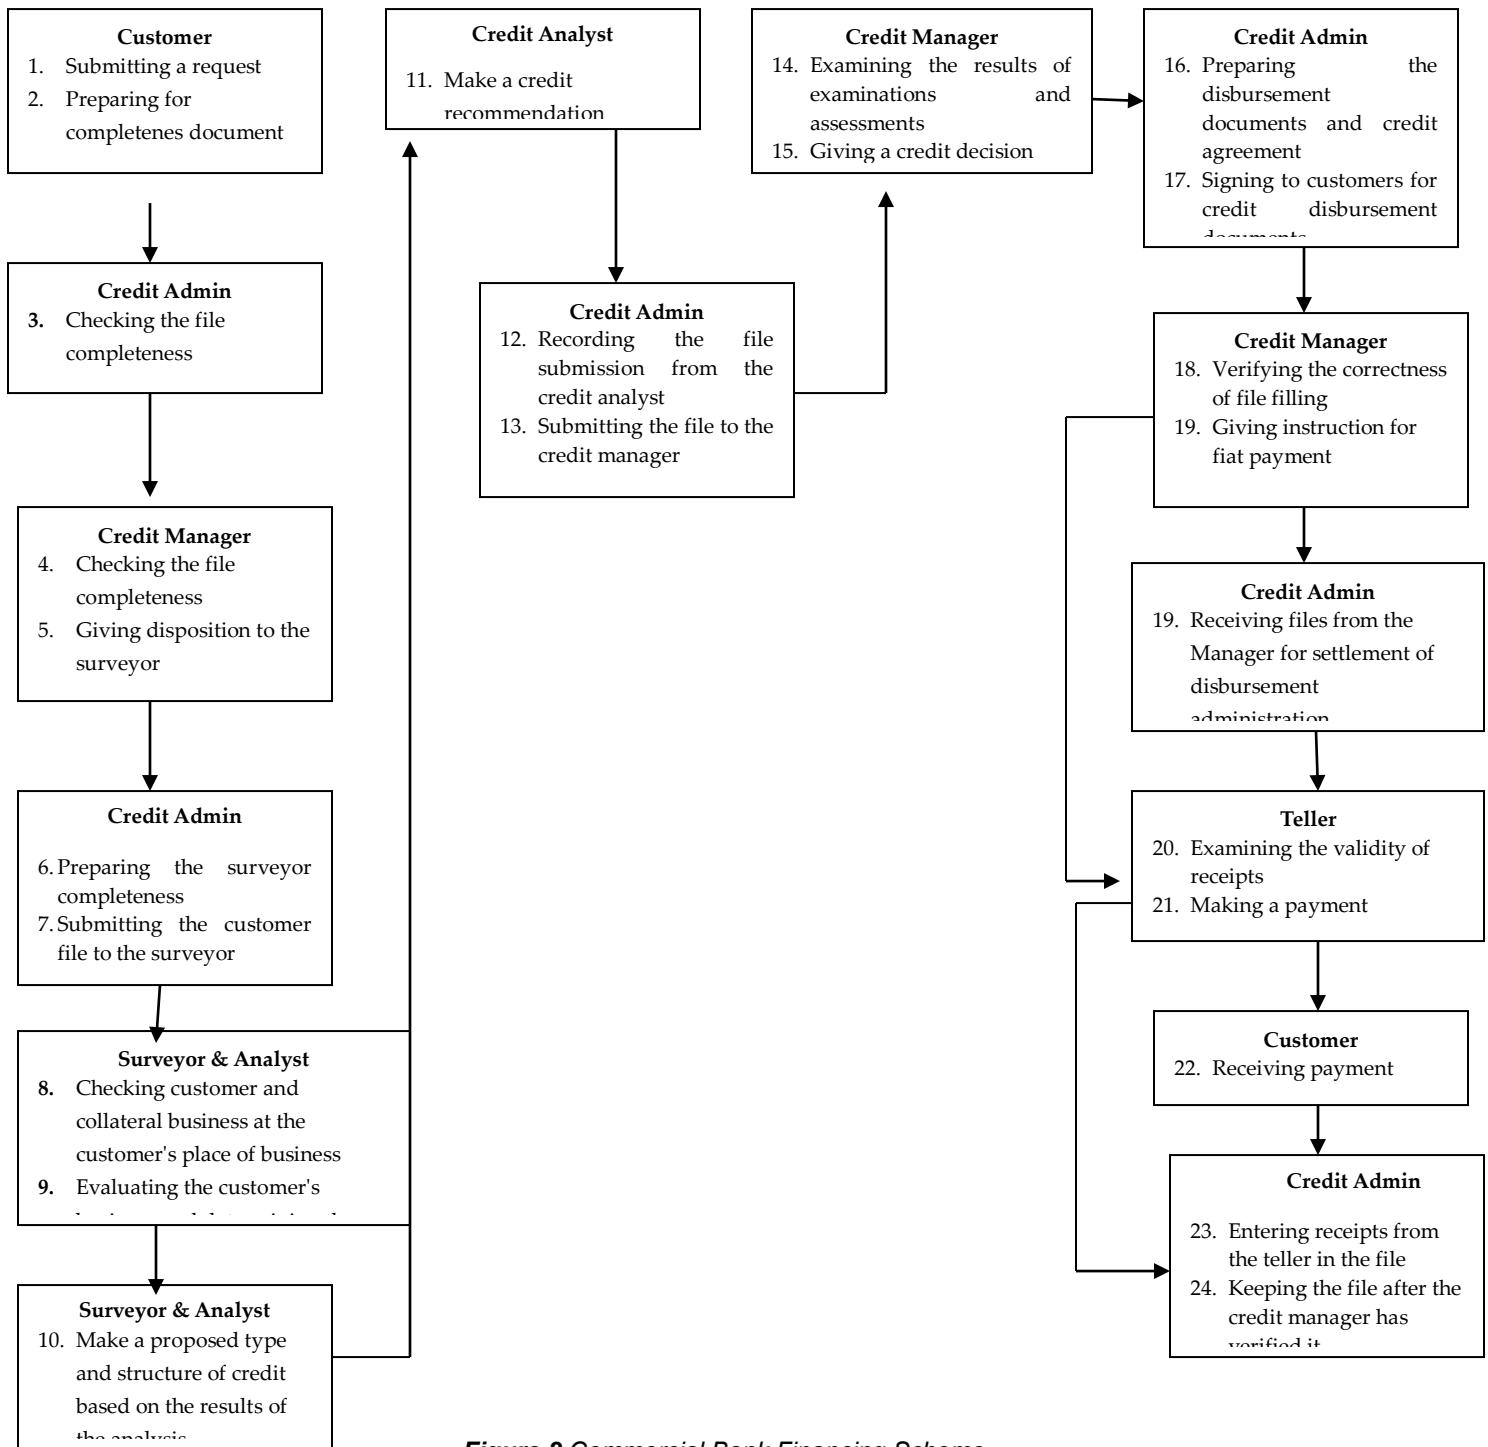 Customer
1. Submitting a request
2. Preparing for
completenes document
Credit Admin
3. Checking the file
completeness
Credit Manager
4. Checking the file
completeness
5. Giving disposition to the
surveyor
Credit Admin
6. Preparing the surveyor
completeness
7. Submitting the customer
file to the surveyor
Surveyor & Analyst
8. Checking customer and
collateral business at the
customer's place of business
9. Evaluating the customer's
Surveyor & Analyst
10. Make a proposed type
and structure of credit
based on the results of
the analysis
Credit Analyst
11. Make a credit
recommendation
Credit Admin
12. Recording the file
submission from the
credit analyst
13. Submitting the file to the
credit manager
Credit Manager
14. Examining the results of
examinations and
assessments
15. Giving a credit decision
Credit Admin
16. Preparing the
disbursement
documents and credit
agreement
17. Signing to customers for
credit disbursement
documents
Credit Manager
18. Verifying the correctness
of file filling
19. Giving instruction for
fiat payment
Credit Admin
19. Receiving files from the
Manager for settlement of
disbursement
administration
Teller
20. Examining the validity of
receipts
21. Making a payment
Customer
22. Receiving payment
Credit Admin
23. Entering receipts from
the teller in the file
24. Keeping the file after the
credit manager has
verified it
Commercial Bank Financing Scheme